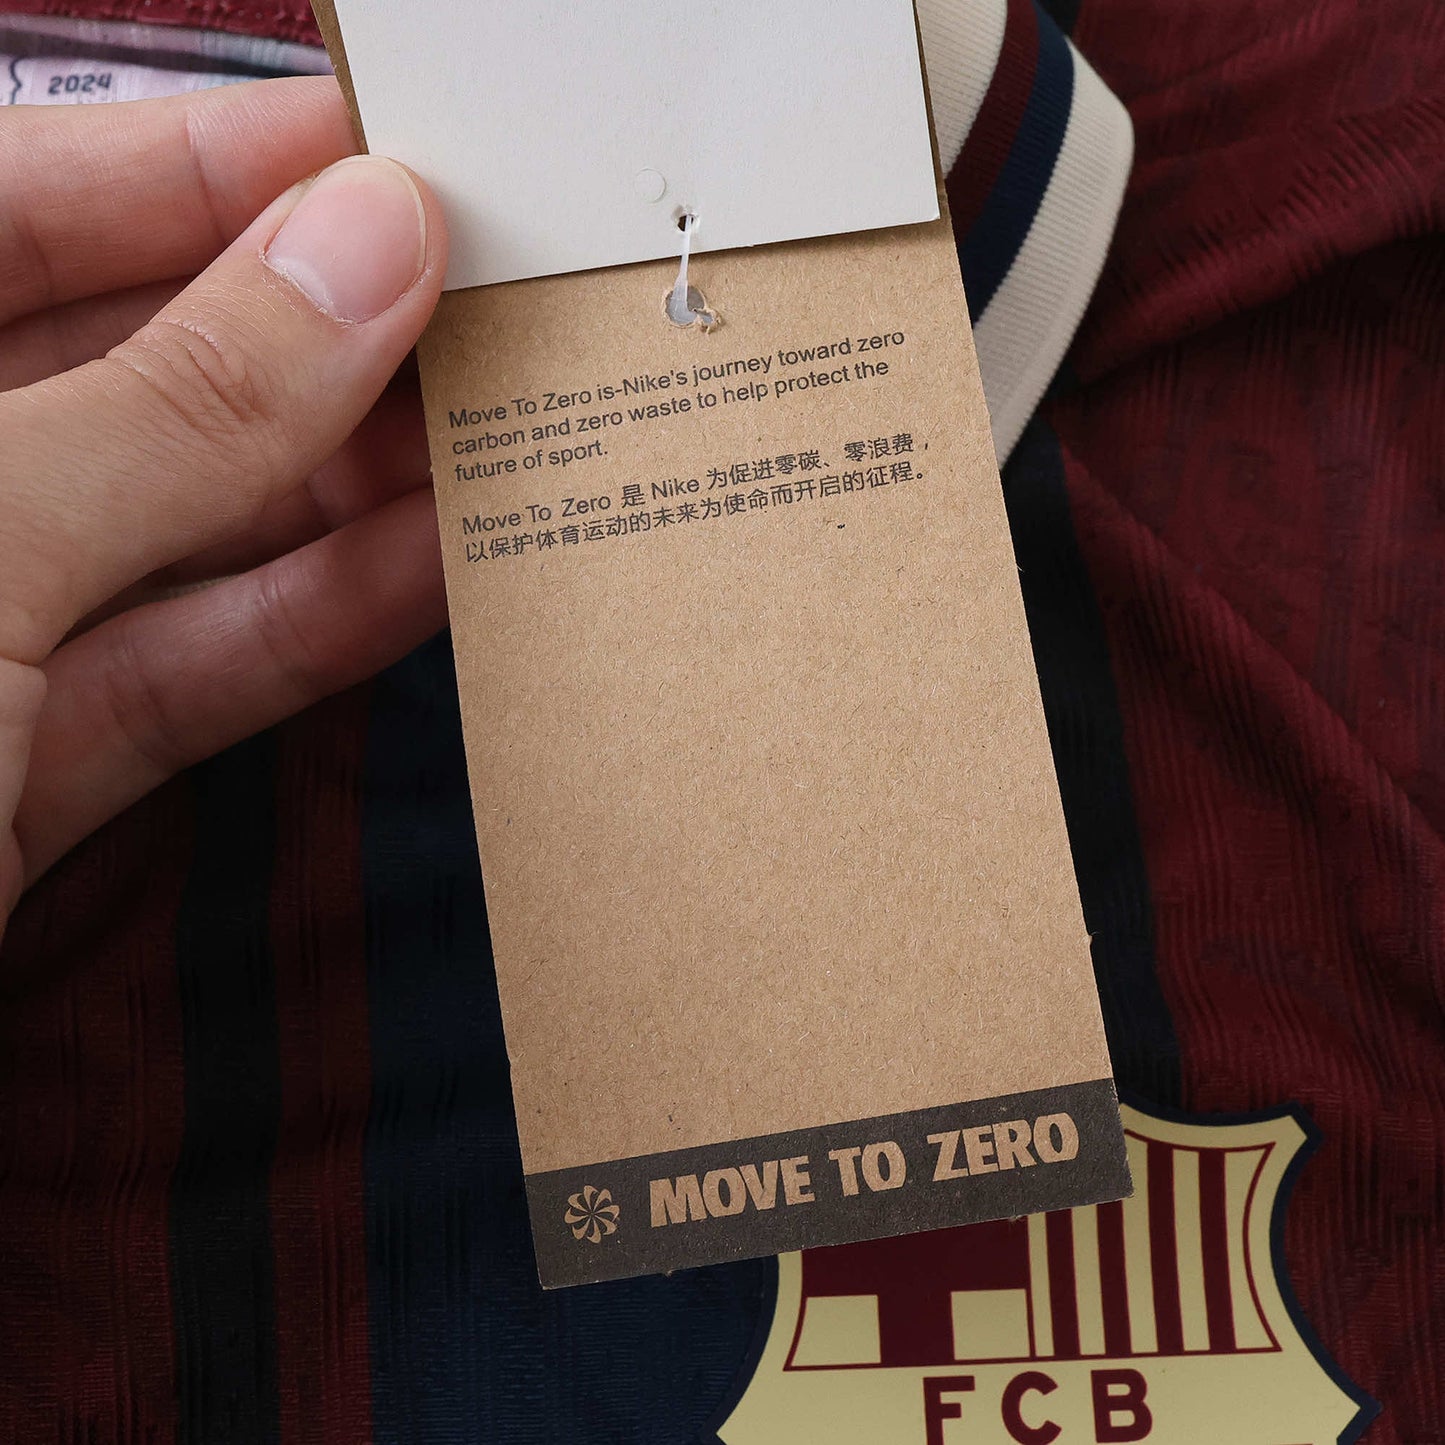 2024
Move To Zero is-Nike's journey toward zero
carbon and zero waste to help protect the
future of sport.
Move To Zero 是 Nike 为促进零碳、零浪费，
以保护体育运动的未来为使命而开启的征程。
MOVE TO ZERO
FCB